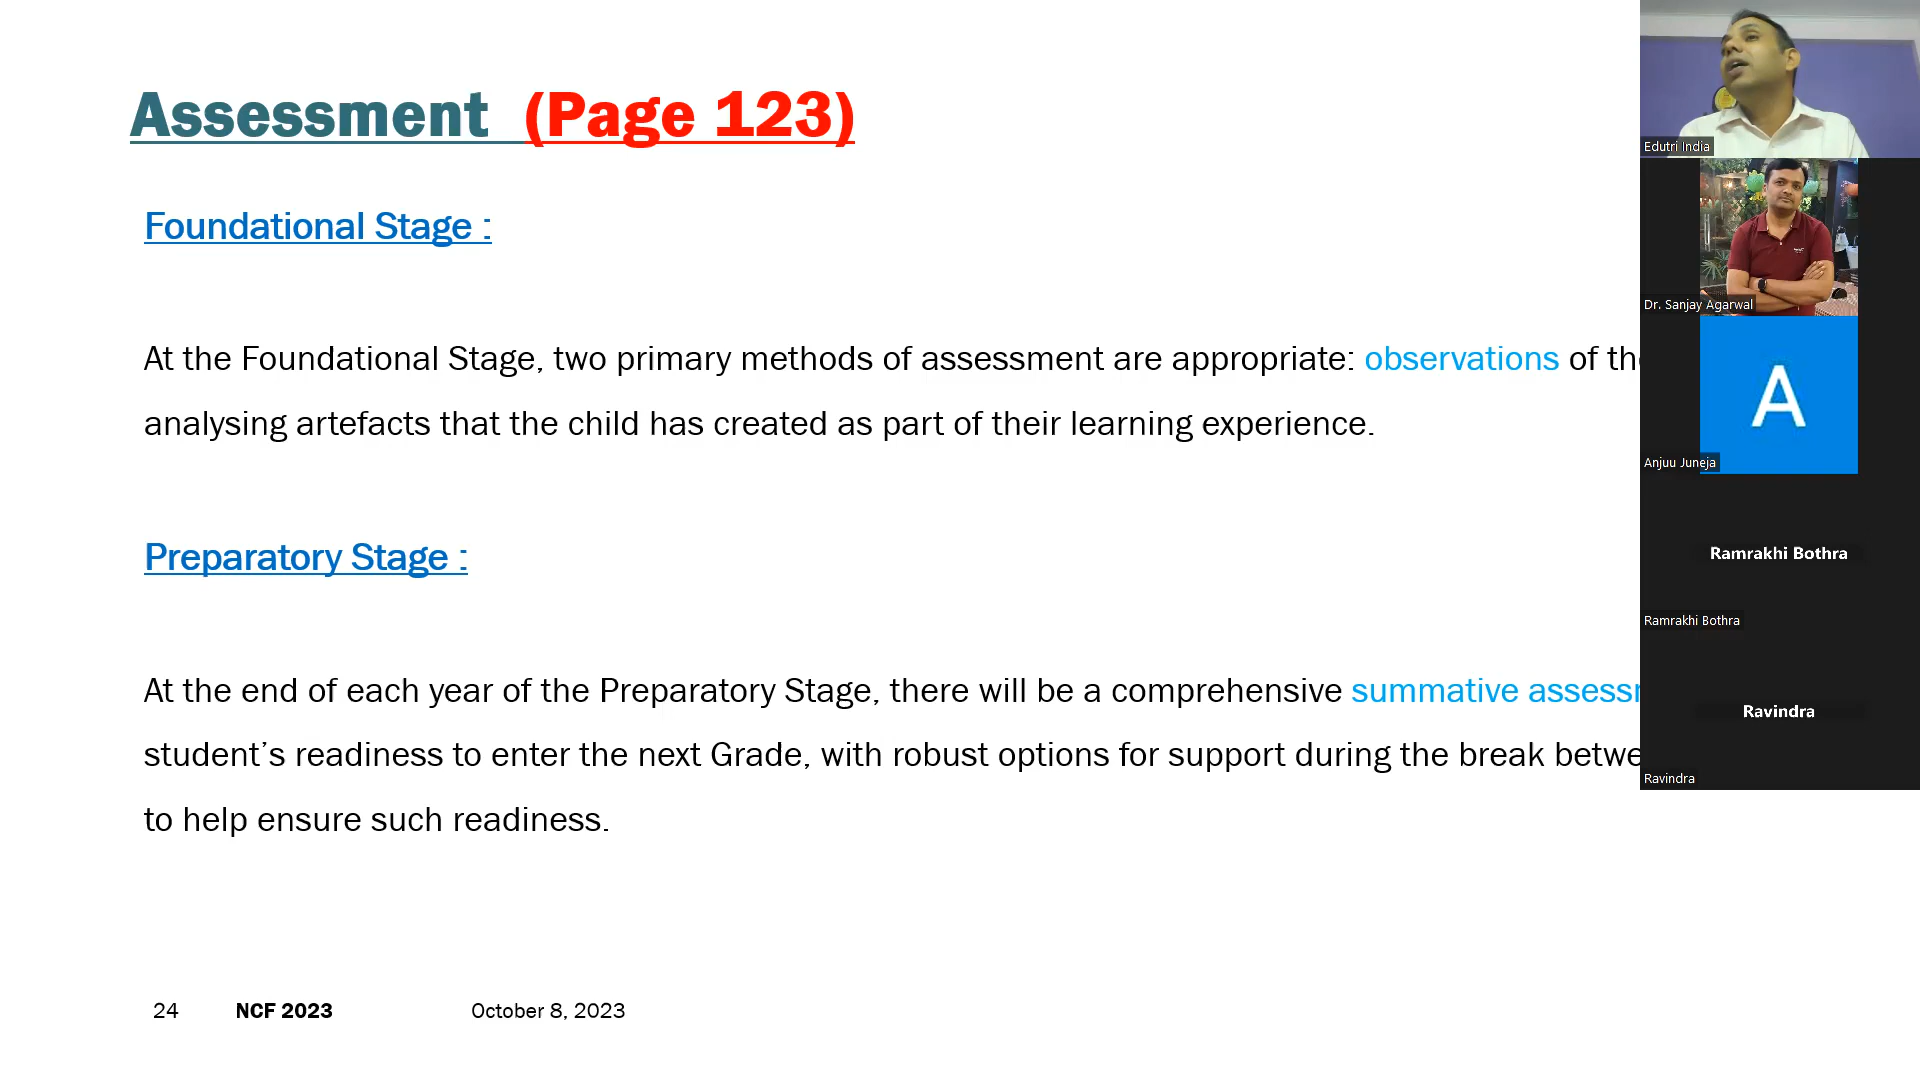 Assessment (Page 123)
Foundational Stage :
At the Foundational Stage, two primary methods of assessment are appropriate: observations of
analysing artefacts that the child has created as part of their learning experience.
Preparatory Stage :
At the end of each year of the Preparatory Stage, there will be a comprehensive summative
student’s readiness to enter the next Grade, with robust options for support during the break
to help ensure such readiness.
24 NCF 2023 October 8, 2023
Edutri India
Dr. Sanjay Agarwal
A
Anjuu Juneja
Ramrakhi Bothra
Ramrakhi Bothra
Ravindra
Ravindra